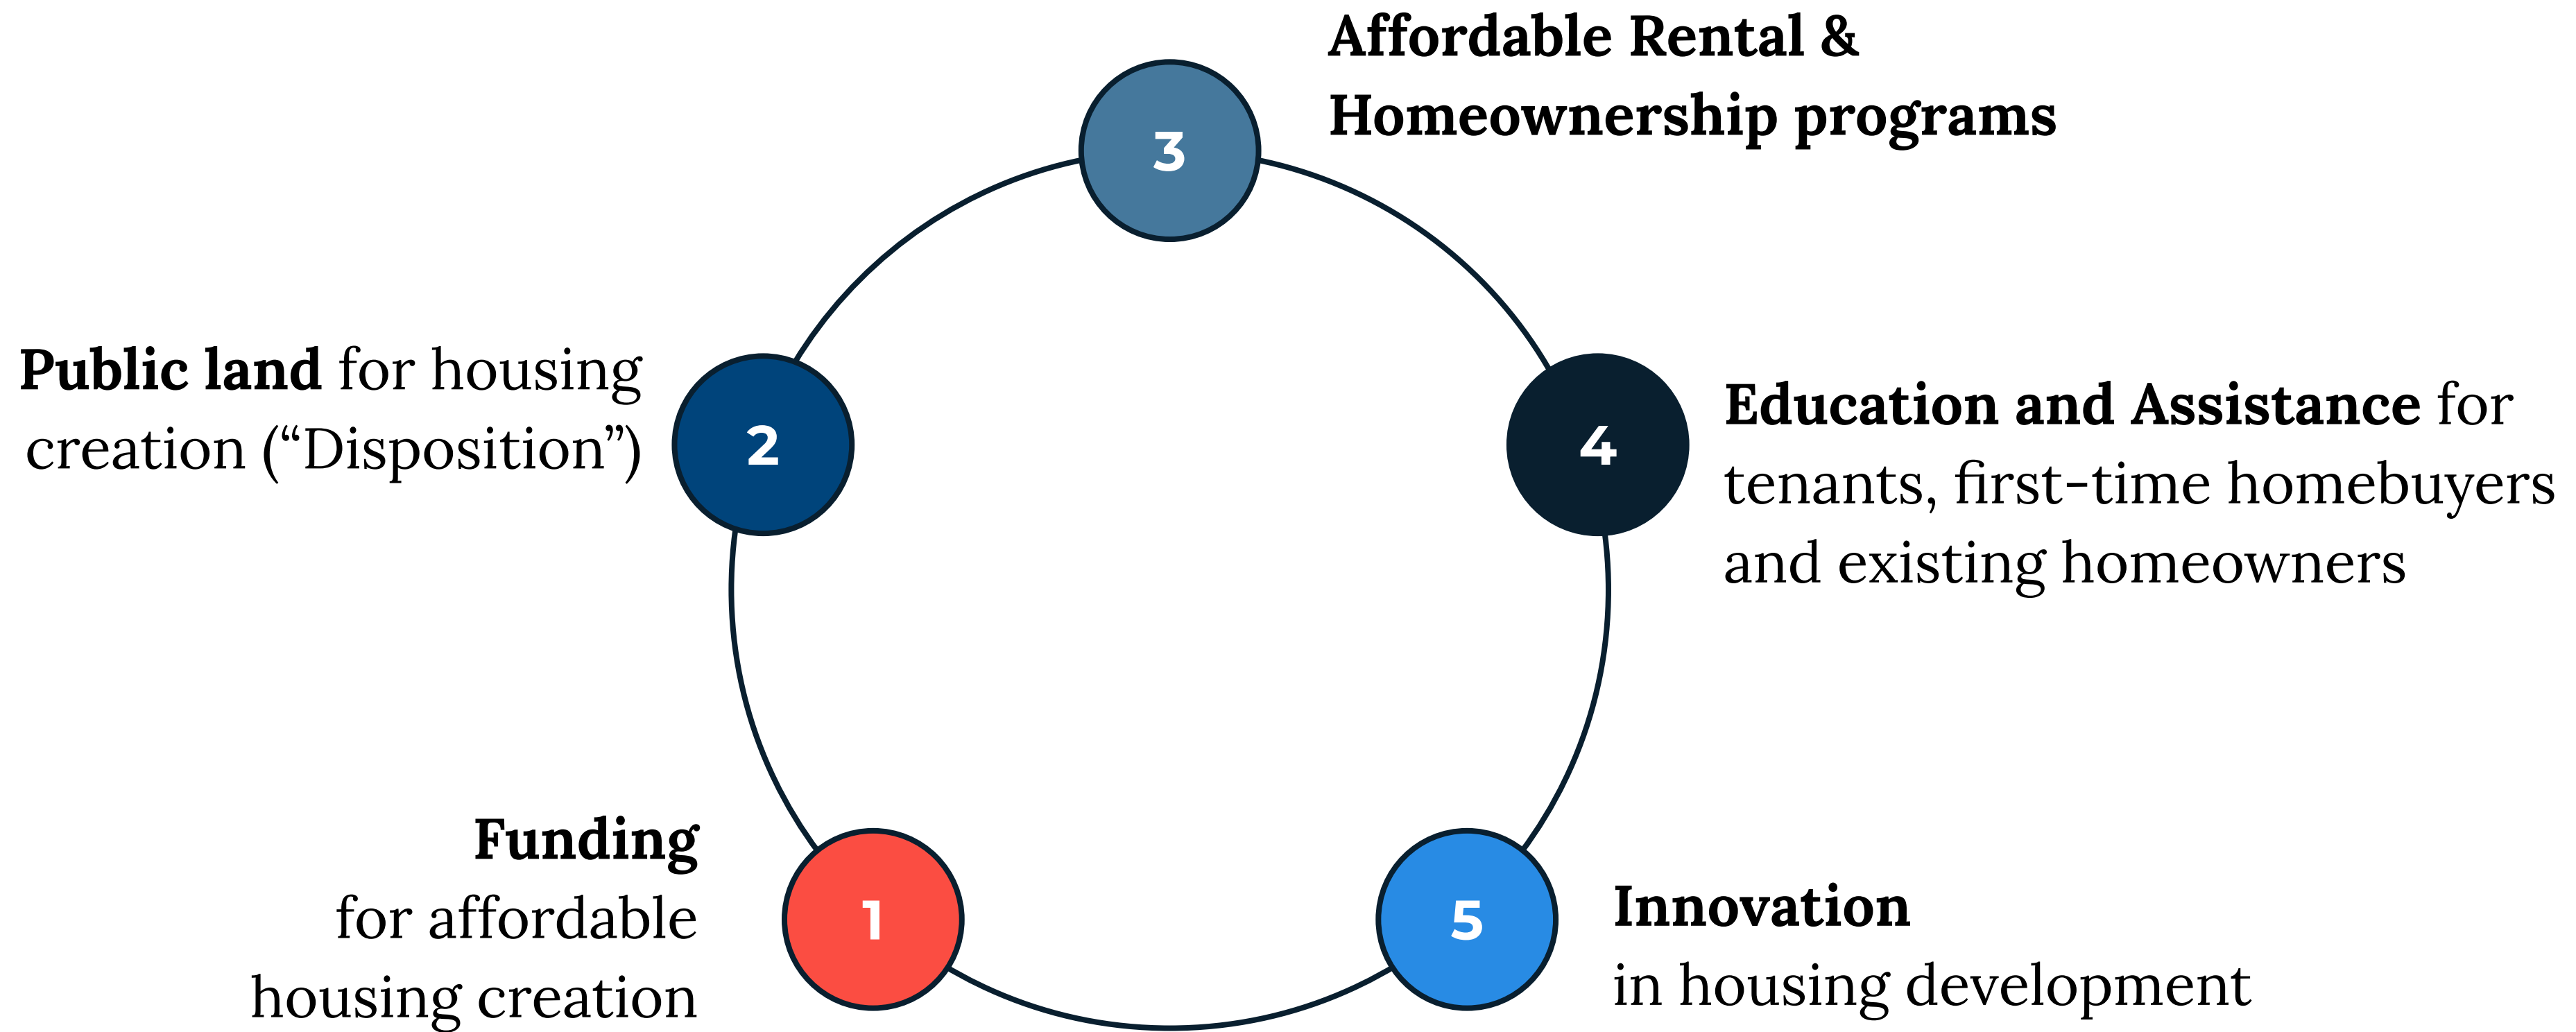 1
Funding
for affordable
housing creation
2
Public land for housing
creation (“Disposition”)
3
Affordable Rental &
Homeownership programs
4
Education and Assistance for
tenants, first-time homebuyers
and existing homeowners
5
Innovation
in housing development